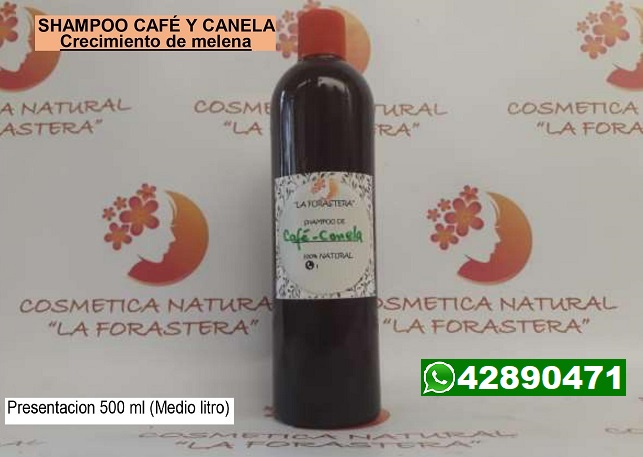 SHAMPOO CAFÉ Y CANELA
Crecimiento de melena
COSMETICA NATURAL
"LA FORASTERA"
COSMETICA NATURAL
"LA FORASTERA"
COSMETICA NATURAL
"LA FORASTERA"
"LA FORASTERA"
SHAMPOO DE
Café-Canela
100% NATURAL
COSMETICA NATURAL
"LA FORASTERA"
COSMETICA NATURAL
"LA FORASTERA"
42890471
Presentacion 500 ml (Medio litro)